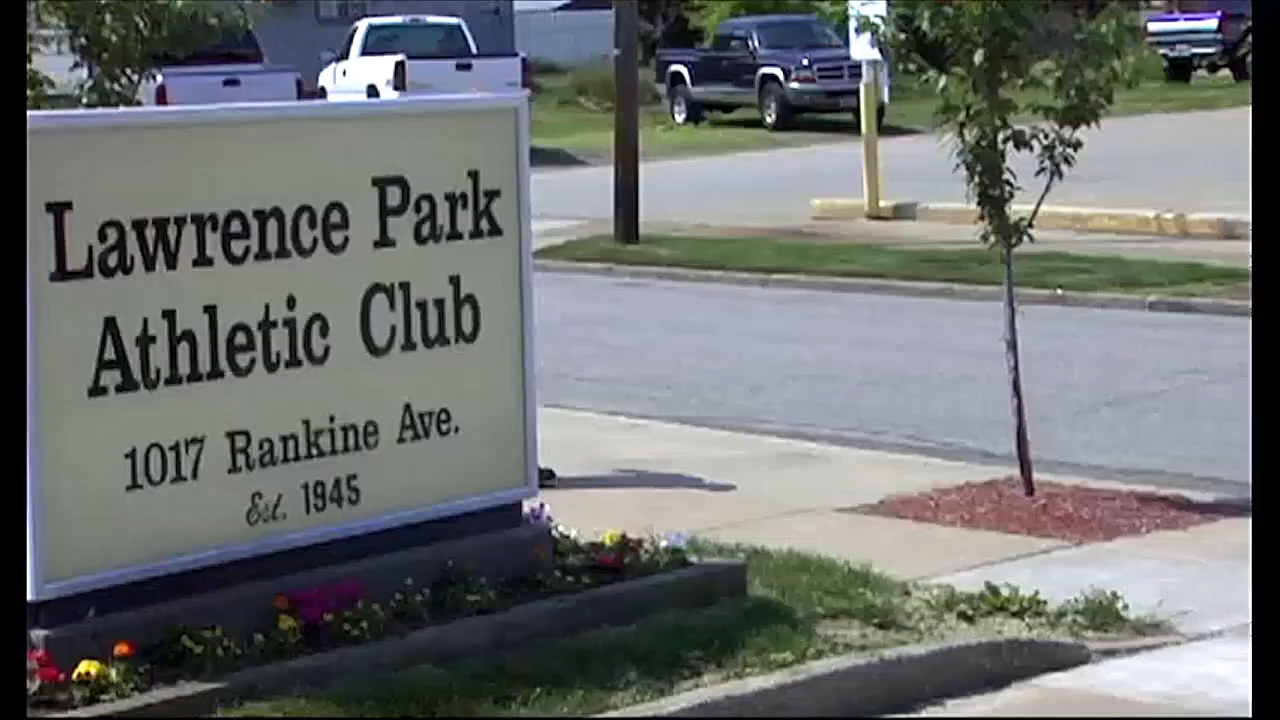 Lawrence Park
Athletic Club
1017 Rankine Ave.
Est. 1945